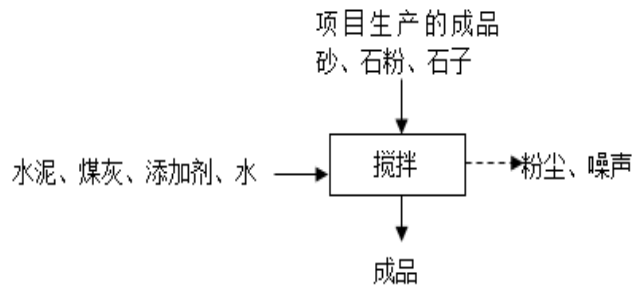 项目生产的成品
砂、石粉、石子
水泥、煤灰、添加剂、水
搅拌
粉尘、噪声
成品